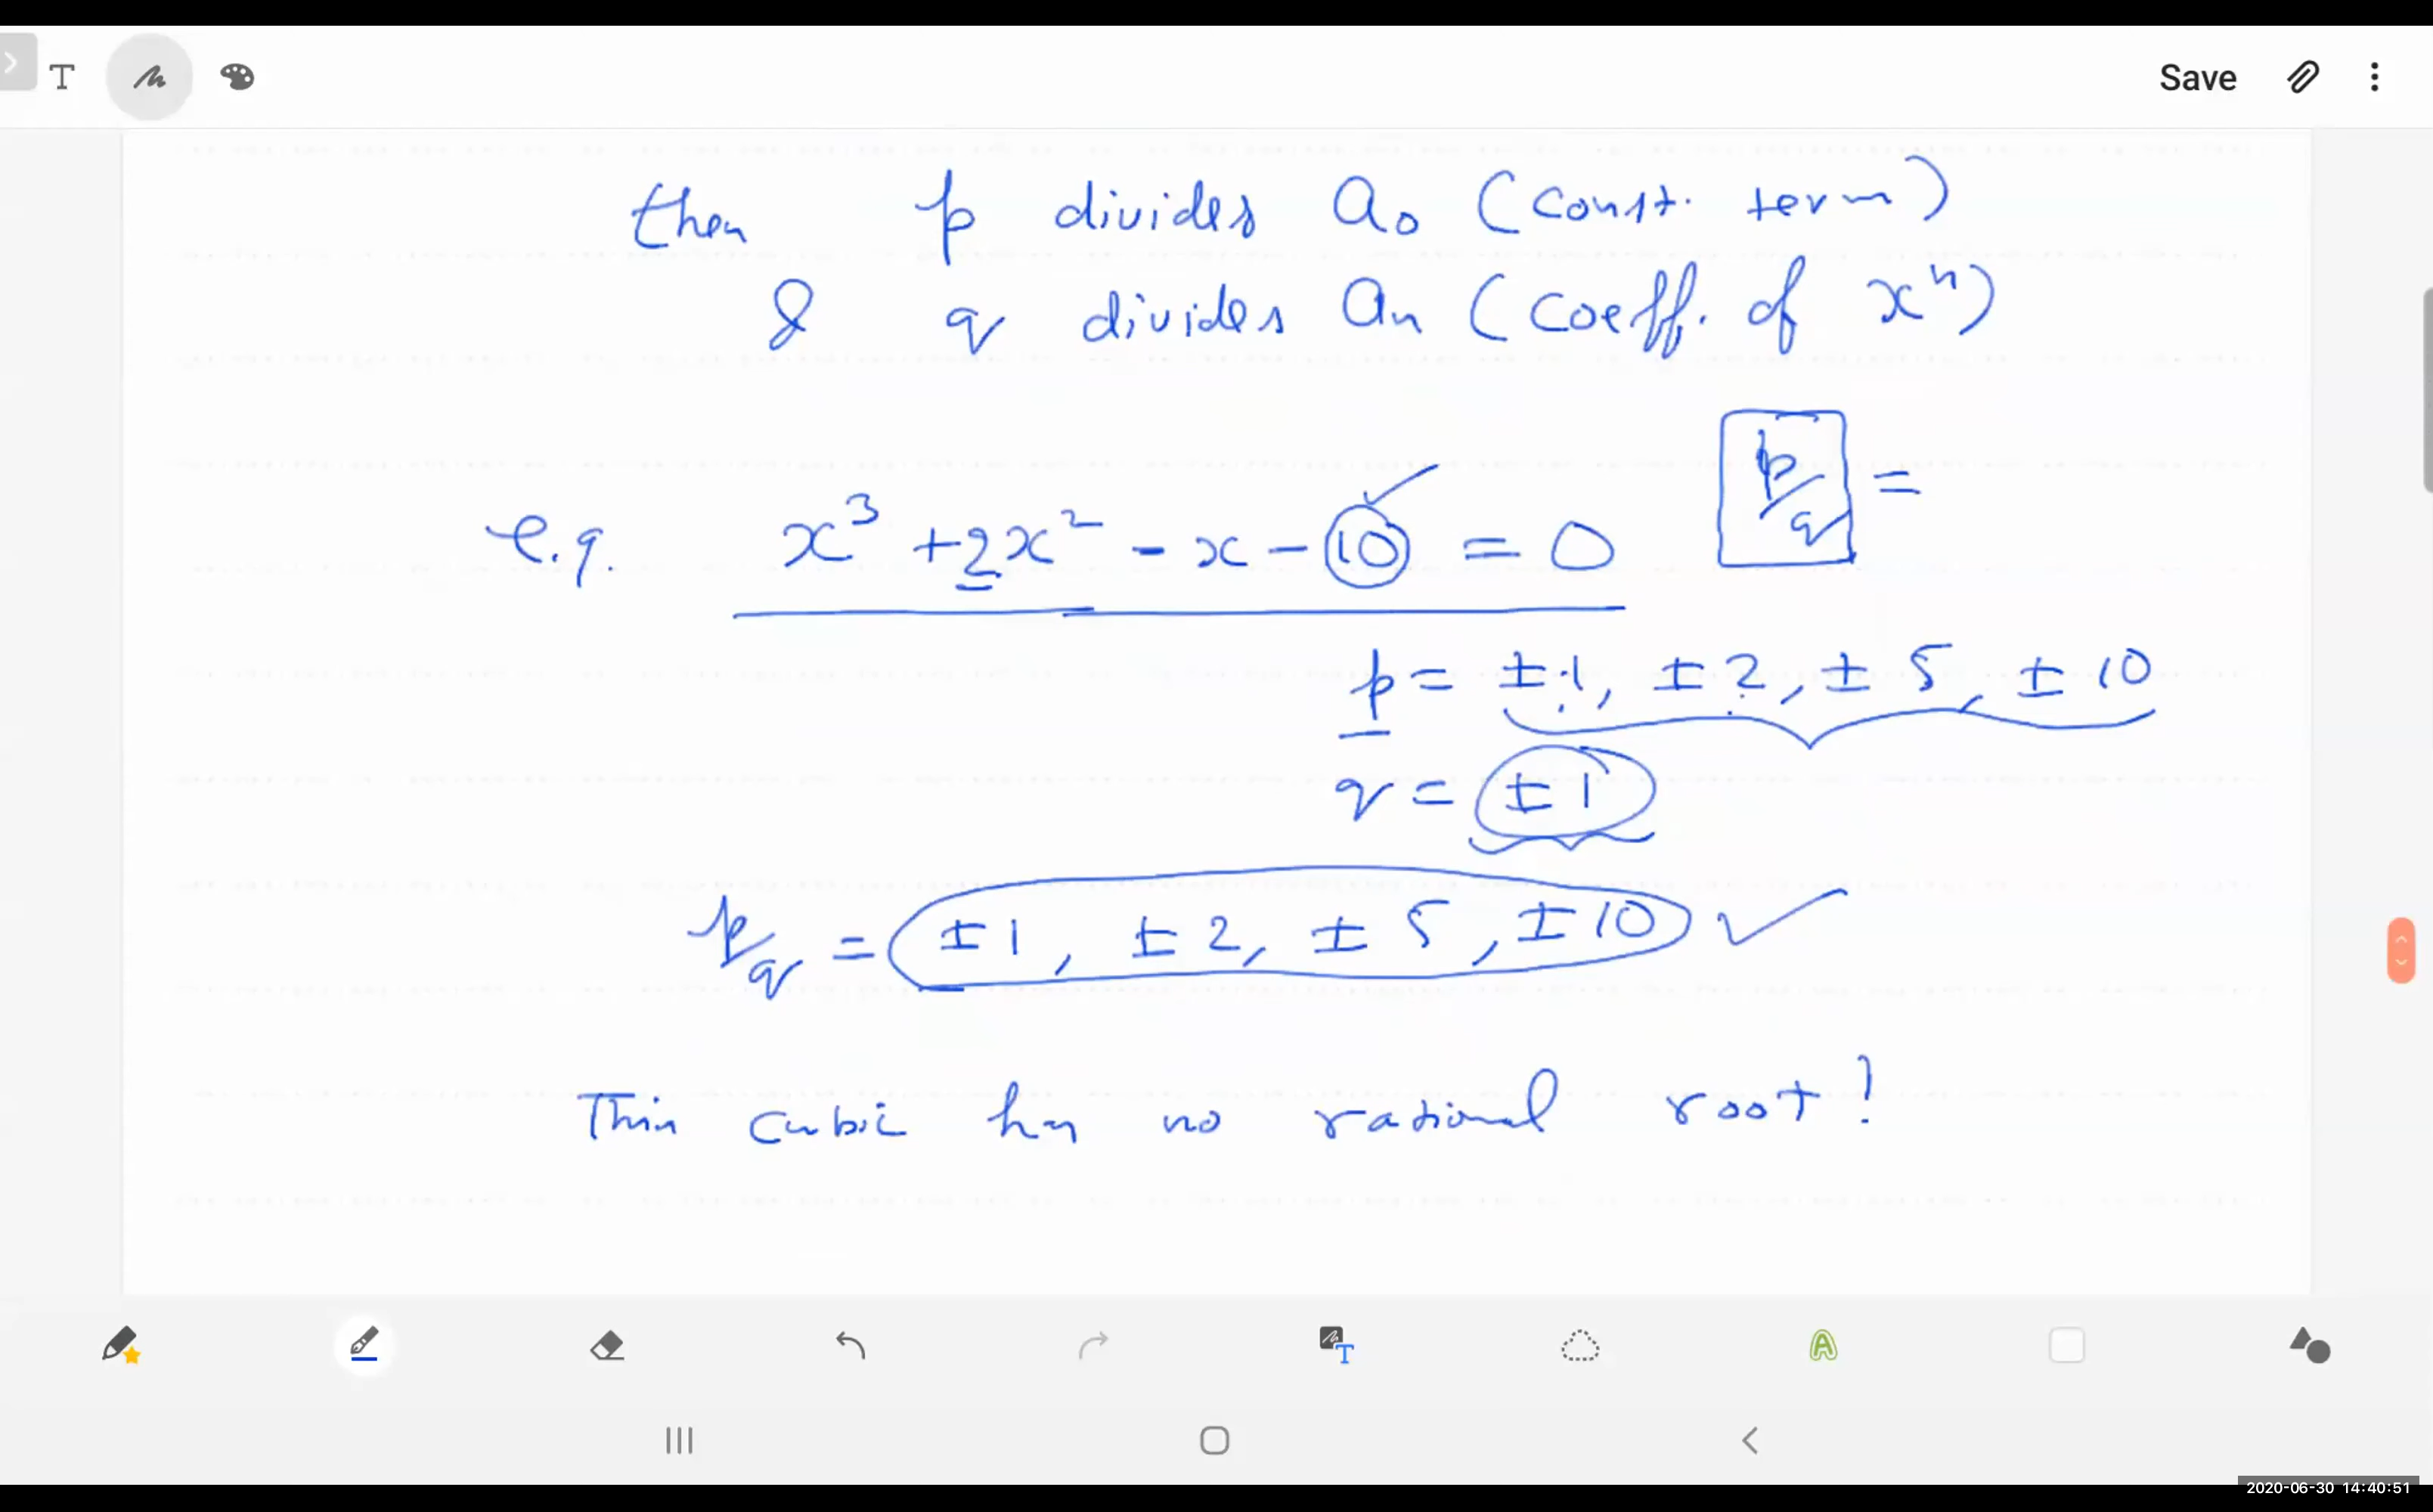 T
Save
then p divides a₀ (const. term)
& q divides aₙ (coeff. of xⁿ)
e.g. x³ + 2x² - x - 10 = 0
p/q =
p = ±1, ±2, ±5, ±10
q = ±1
p/q = ±1, ±2, ±5, ±10 ✓
This cubic has no rational root!
2020-06-30 14:40:51